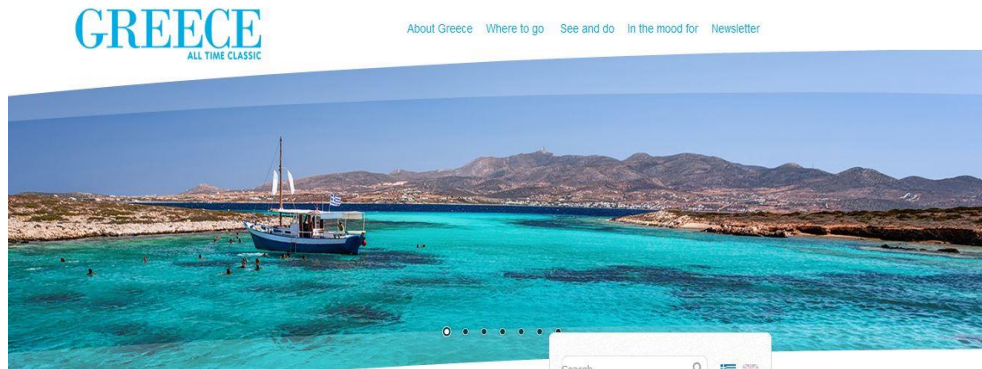 GREECE
ALL TIME CLASSIC
About Greece Where to go See and do In the mood for Newsletter
Search